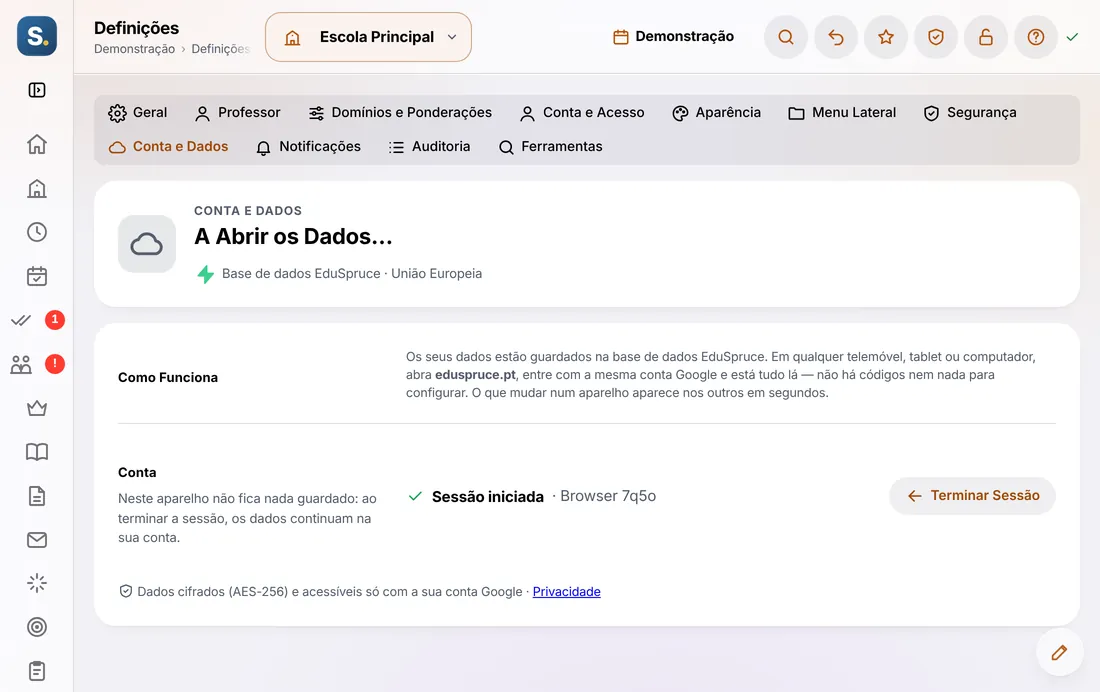 S.
Definições
Demonstração › Definições
Escola Principal
Demonstração
Geral
Professor
Domínios e Ponderações
Conta e Acesso
Aparência
Menu Lateral
Segurança
Conta e Dados
Notificações
Auditoria
Ferramentas
1
!
CONTA E DADOS
A Abrir os Dados...
Base de dados EduSpruce · União Europeia
Como Funciona
Os seus dados estão guardados na base de dados EduSpruce. Em qualquer telemóvel, tablet ou computador,
abra eduspruce.pt, entre com a mesma conta Google e está tudo lá — não há códigos nem nada para
configurar. O que mudar num aparelho aparece nos outros em segundos.
Conta
Neste aparelho não fica nada guardado: ao
terminar a sessão, os dados continuam na
sua conta.
Sessão iniciada · Browser 7q5o
Terminar Sessão
Dados cifrados (AES-256) e acessíveis só com a sua conta Google · Privacidade